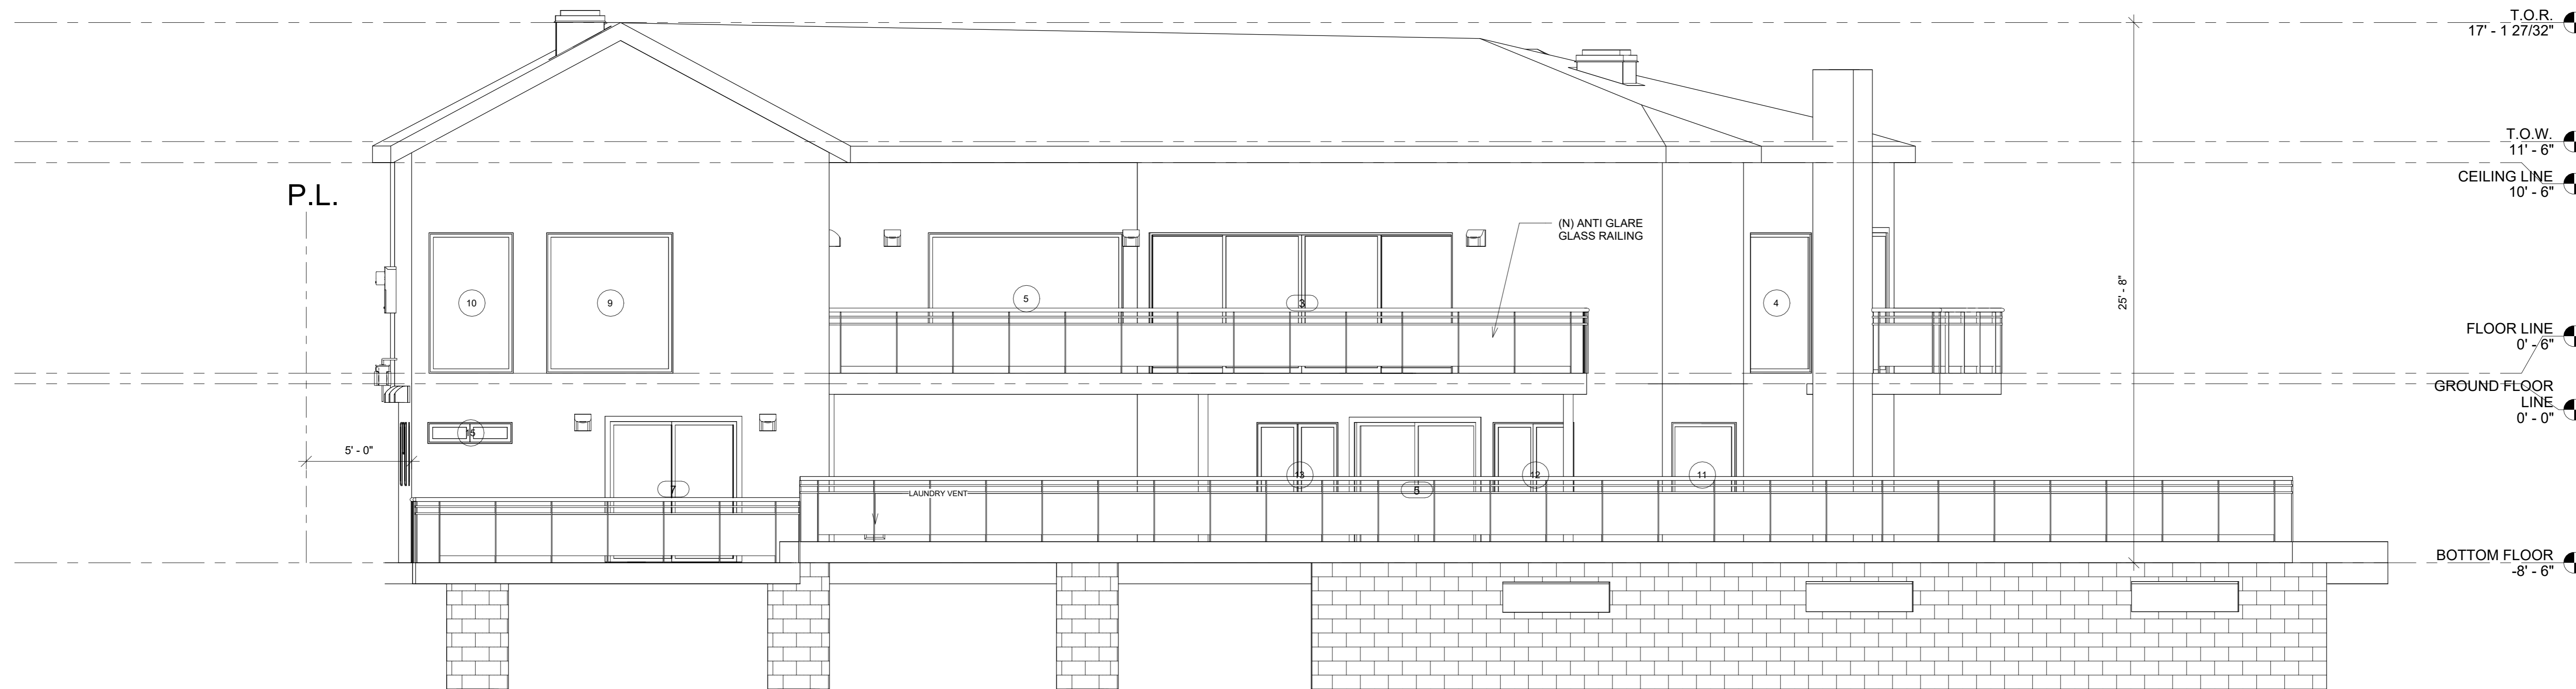 T.O.R.
17' - 1 27/32"
T.O.W.
11' - 6"
CEILING LINE
10' - 6"
P.L.
(N) ANTI GLARE
GLASS RAILING
10
9
5
3
4
25' - 8"
FLOOR LINE
0' - 6"
GROUND FLOOR
LINE
0' - 0"
15
5' - 0"
7
LAUNDRY VENT
13
5
12
11
BOTTOM FLOOR
-8' - 6"